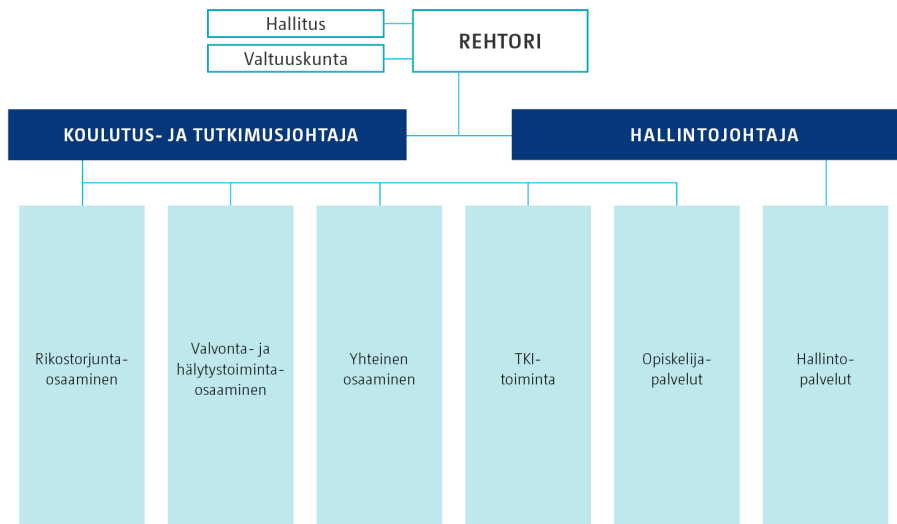 Hallitus
REHTORI
Valtuuskunta
KOULUTUS- JA TUTKIMUSJOHTAJA
HALLINTOJOHTAJA
Rikostorjunta-
osaaminen
Valvonta- ja
hälytystoiminta-
osaaminen
Yhteinen
osaaminen
TKI-
toiminta
Opiskelija-
palvelut
Hallinto-
palvelut